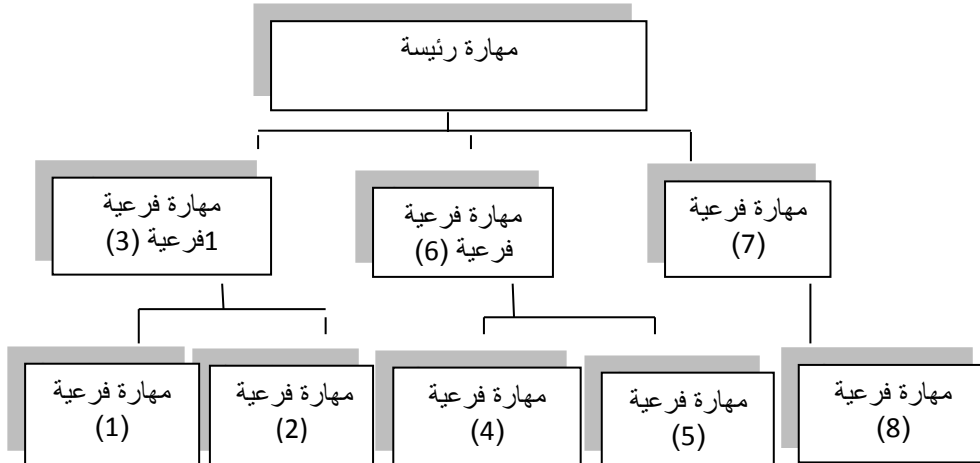 مهارة رئيسة
مهارة فرعية
1فرعية (3)
مهارة فرعية
فرعية (6)
مهارة فرعية
(7)
مهارة فرعية
(1)
مهارة فرعية
(2)
مهارة فرعية
(4)
مهارة فرعية
(5)
مهارة فرعية
(8)